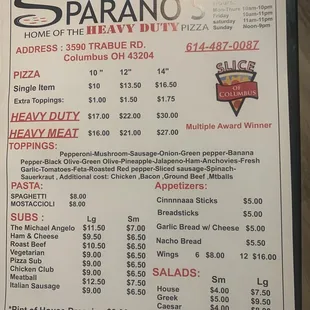 SPARANO'S
HOME OF THE HEAVY DUTY PIZZA
Mon-Thurs 10am-10pm
Friday 10am-11pm
Saturday
Sunday Noon-9pm
ADDRESS : 3590 TRABUE RD. 614-487-0087
Columbus OH 43204
PIZZA 10 " 12" 14"
Single Item $10 $13.50 $16.50
Extra Toppings: $1.00 $1.50 $1.75
HEAVY DUTY $17.00 $22.00 $30.00
HEAVY MEAT $16.00 $21.00 $27.00
SLICE
OF COLUMBUS
Multiple Award Winner
TOPPINGS:
Pepperoni-Mushroom-Sausage-Onion-Green pepper-Banana
Pepper-Black Olive-Green Olive-Pineapple-Jalapeno-Ham-Anchovies-Fresh
Garlic-Tomatoes-Feta-Roasted Red pepper-Sliced sausage-Spinach-
Sauerkraut , Additional cost: Chicken ,Bacon ,Ground Beef ,Mtballs
PASTA:
SPAGHETTI $8.00
MOSTACCIOLI $8.00
SUBS : Lg Sm
The Michael Angelo $11.50 $7.00
Ham & Cheese $9.50 $6.50
Roast Beef $10.50 $6.50
Vegetarian $9.00 $6.50
Pizza Sub $9.00 $6.50
Chicken Club $9.00 $6.50
Meatball $12.50 $7.50
Italian Sausage $9.00 $6.50
Appetizers:
Cinnnnaaa Sticks $5.00
Breadsticks $5.00
Garlic Bread w/ Cheese $5.00
Nacho Bread $5.50
Wings 6 $8.00 12 $16.00
SALADS: Sm Lg
House $4.00 $7.50
Greek $5.00 $9.50
Caesar $4.00